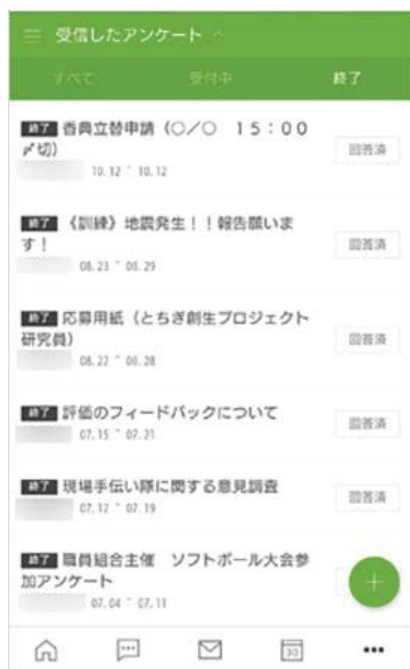 受信したアンケート
すべて 受付中 終了
終了 香典立替申請（○／○　１５：００
〆切）
回答済
10.12 ~ 10.12
終了 《訓練》地震発生！！報告願いま
す！
回答済
08.23 ~ 08.29
終了 応募用紙（とちぎ創生プロジェクト
研究員）
回答済
08.22 ~ 08.28
終了 評価のフィードバックについて
回答済
07.15 ~ 07.21
終了 現場手伝い隊に関する意見調査
回答済
07.12 ~ 07.19
終了 職員組合主催　ソフトボール大会参
加アンケート
07.04 ~ 07.11
30